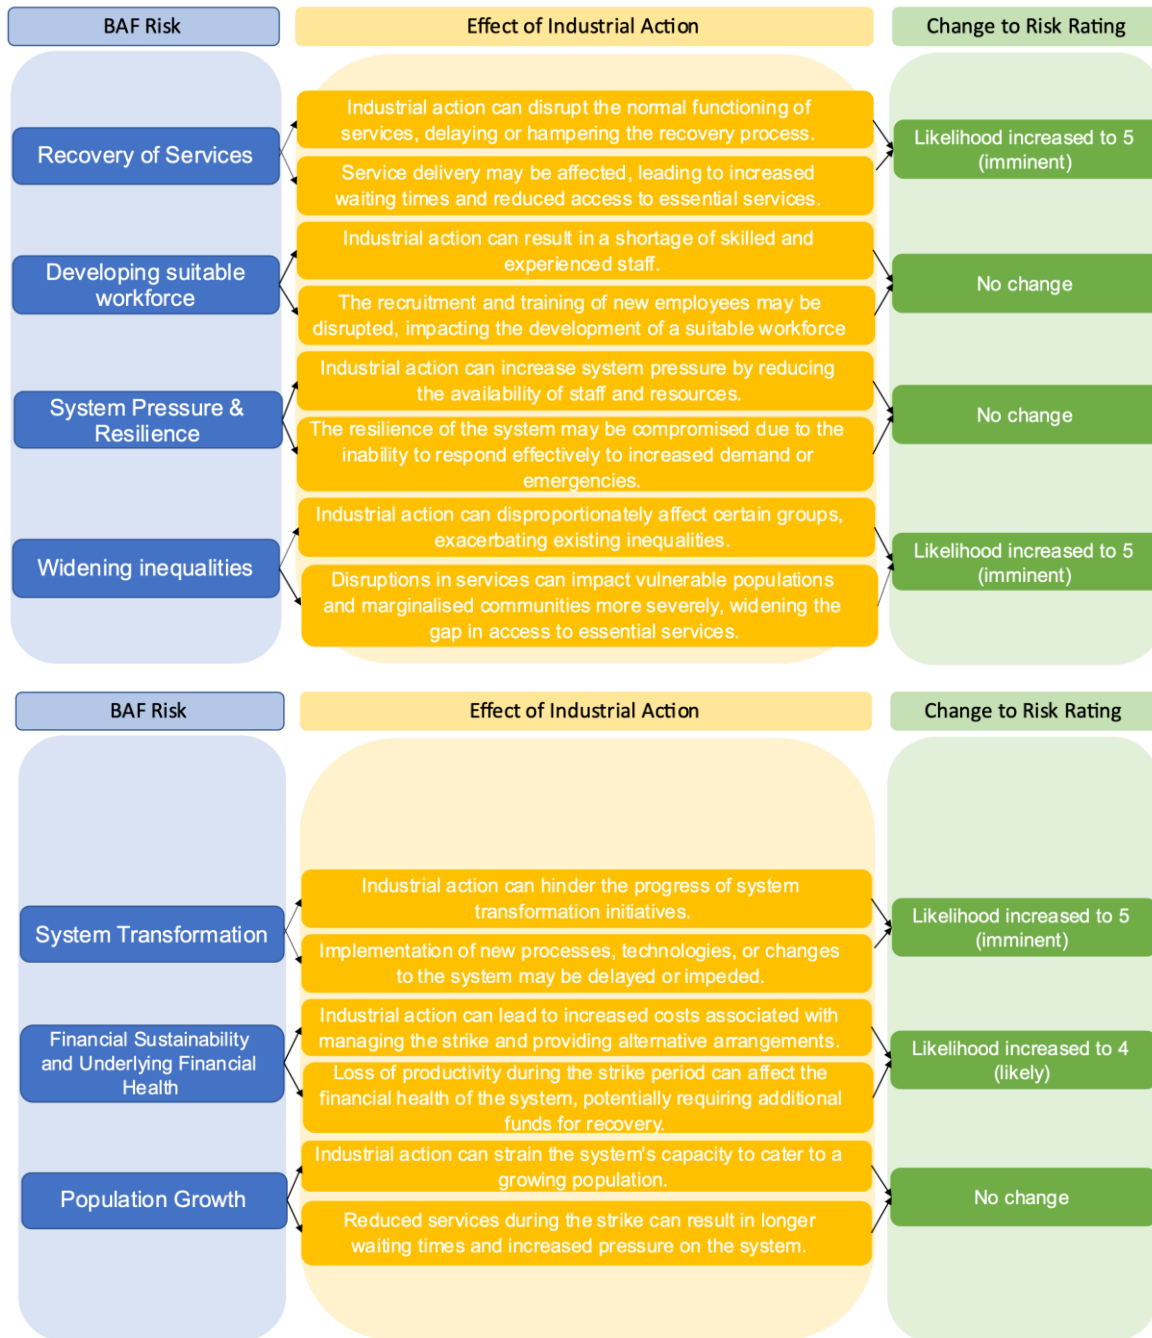 BAF Risk
Effect of Industrial Action
Change to Risk Rating
Recovery of Services
Industrial action can disrupt the normal functioning of
services, delaying or hampering the recovery process.
Service delivery may be affected, leading to increased
waiting times and reduced access to essential services.
Likelihood increased to 5
(imminent)
Developing suitable
workforce
Industrial action can result in a shortage of skilled and
experienced staff.
The recruitment and training of new employees may be
disrupted, impacting the development of a suitable workforce
No change
System Pressure &
Resilience
Industrial action can increase system pressure by reducing
the availability of staff and resources.
The resilience of the system may be compromised due to the
inability to respond effectively to increased demand or
emergencies.
No change
Widening inequalities
Industrial action can disproportionately affect certain groups,
exacerbating existing inequalities.
Disruptions in services can impact vulnerable populations
and marginalised communities more severely, widening the
gap in access to essential services.
Likelihood increased to 5
(imminent)
BAF Risk
Effect of Industrial Action
Change to Risk Rating
System Transformation
Industrial action can hinder the progress of system
transformation initiatives.
Implementation of new processes, technologies, or changes
to the system may be delayed or impeded.
Likelihood increased to 5
(imminent)
Financial Sustainability
and Underlying Financial
Health
Industrial action can lead to increased costs associated with
managing the strike and providing alternative arrangements.
Loss of productivity during the strike period can affect the
financial health of the system, potentially requiring additional
funds for recovery.
Likelihood increased to 4
(likely)
Population Growth
Industrial action can strain the system's capacity to cater to a
growing population.
Reduced services during the strike can result in longer
waiting times and increased pressure on the system.
No change